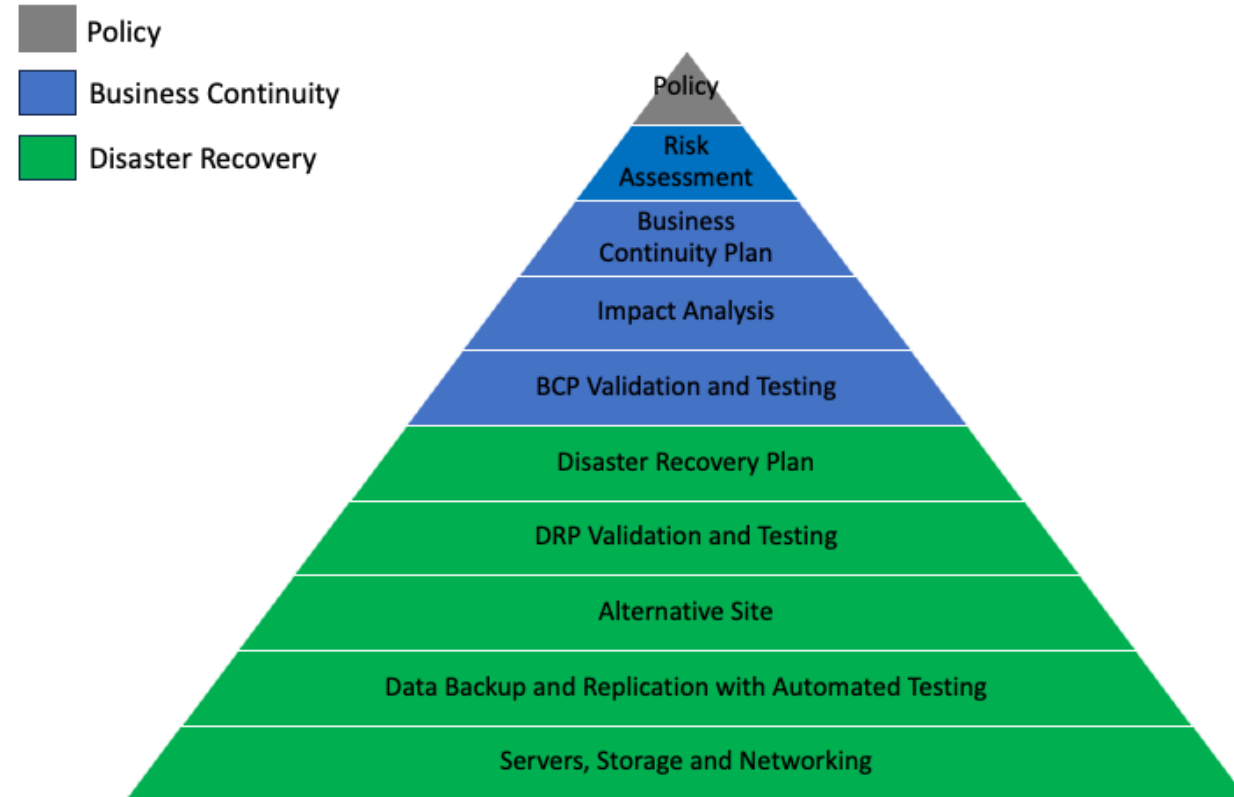 Policy
Business Continuity
Disaster Recovery
Policy
Risk
Assessment
Business
Continuity Plan
Impact Analysis
BCP Validation and Testing
Disaster Recovery Plan
DRP Validation and Testing
Alternative Site
Data Backup and Replication with Automated Testing
Servers, Storage and Networking